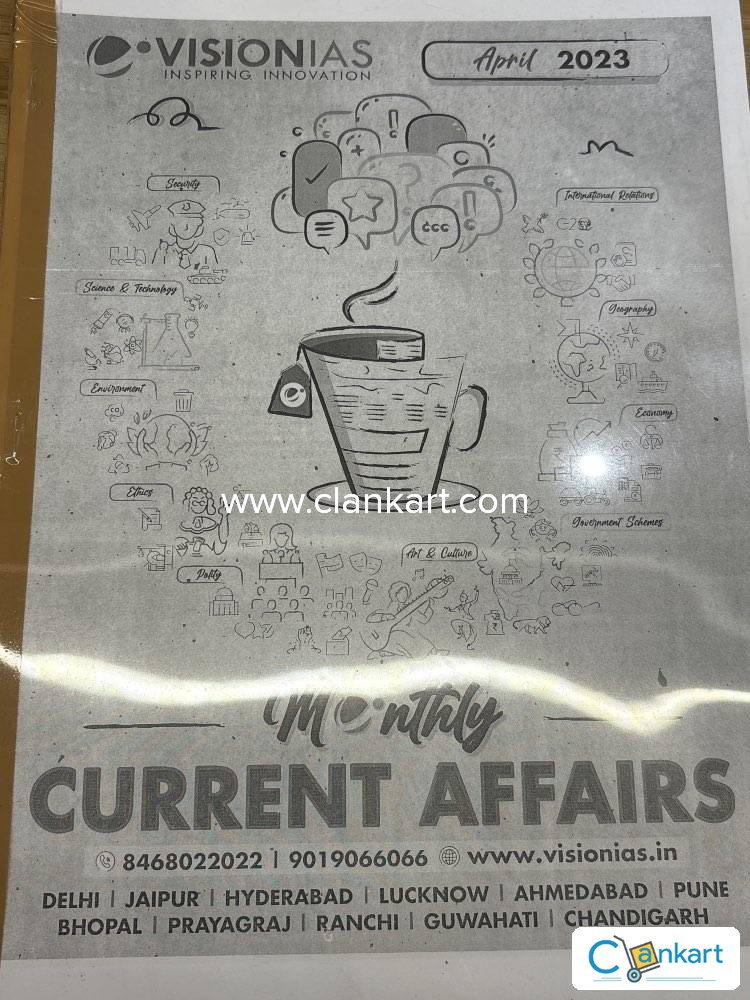 VISIONIAS
INSPIRING INNOVATION
April 2023
Security
International Relations
G20
Science & Technology
Geography
Environment
CO₂
Economy
www.clankart.com
Ethics
Government Schemes
Polity
Art & Culture
Monthly
CURRENT AFFAIRS
8468022022 | 9019066066 www.visionias.in
DELHI | JAIPUR | HYDERABAD | LUCKNOW | AHMEDABAD | PUNE
BHOPAL | PRAYAGRAJ | RANCHI | GUWAHATI | CHANDIGARH
Clankart